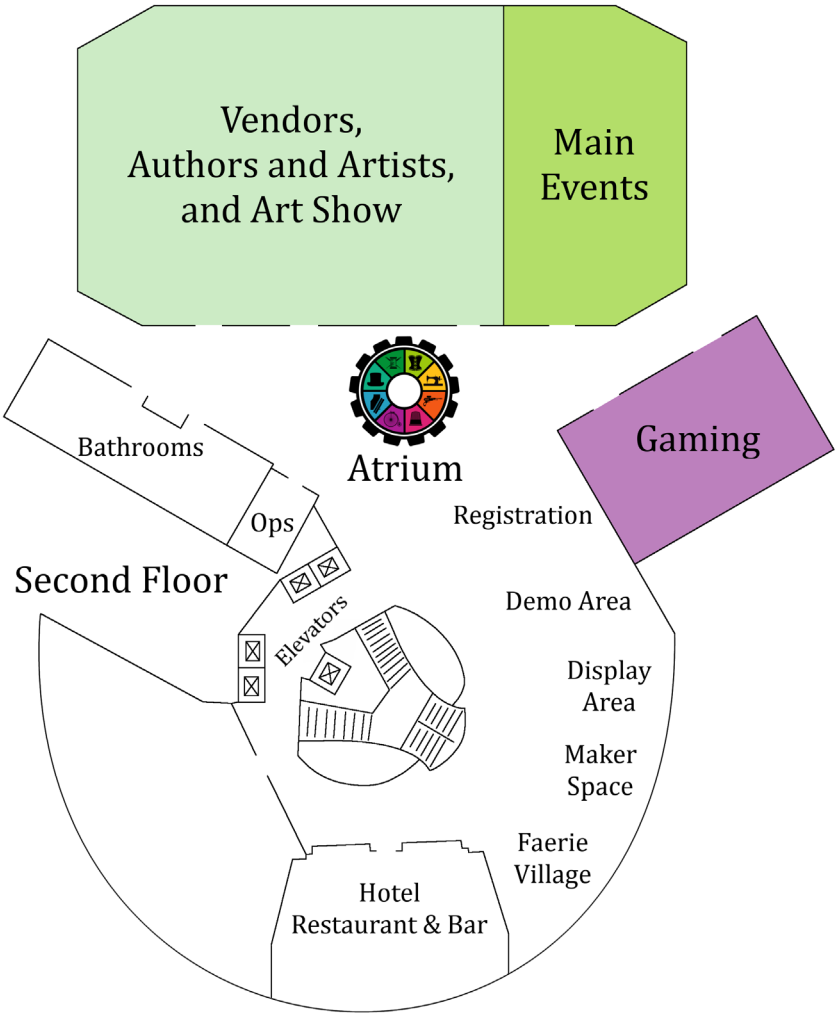 Vendors,
Authors and Artists,
and Art Show
Main
Events
Bathrooms
Atrium
Gaming
Ops
Registration
Second Floor
Elevators
Demo Area
Display
Area
Maker
Space
Faerie
Village
Hotel
Restaurant & Bar